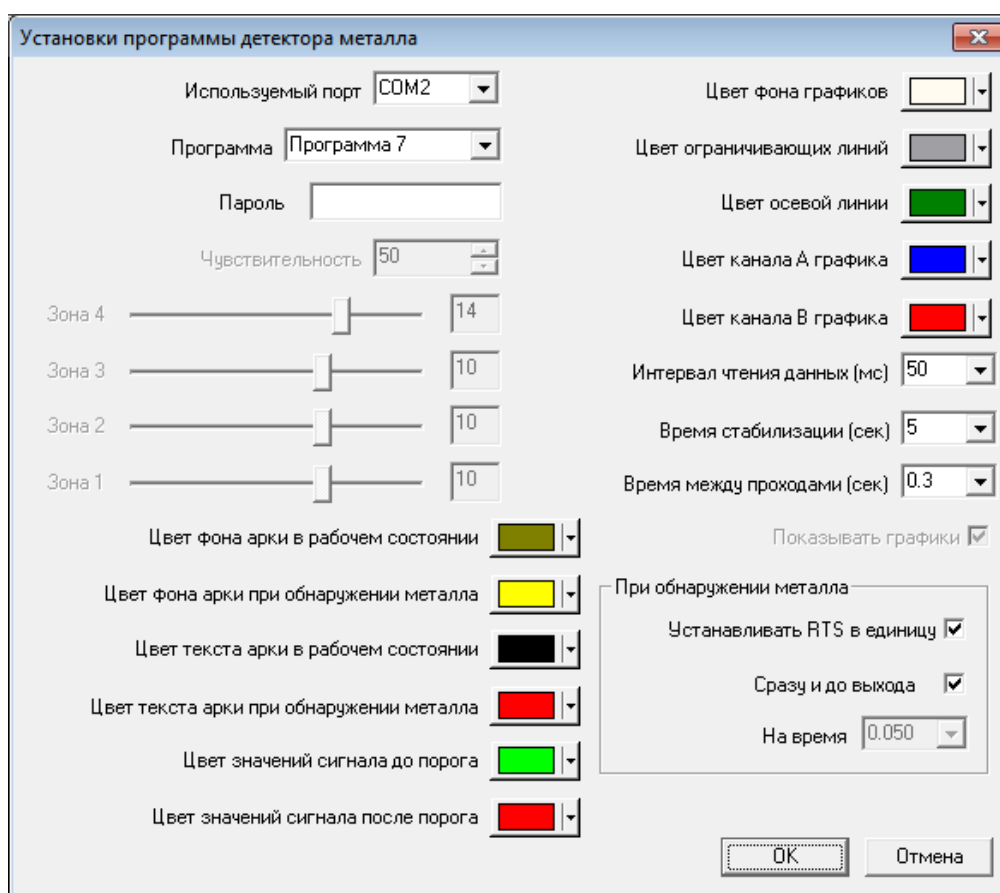 Установки программы детектора металла
Используемый порт COM2
Программа Программа 7
Пароль
Чувствительность 50
Зона 4 14
Зона 3 10
Зона 2 10
Зона 1 10
Цвет фона арки в рабочем состоянии
Цвет фона арки при обнаружении металла
Цвет текста арки в рабочем состоянии
Цвет текста арки при обнаружении металла
Цвет значений сигнала до порога
Цвет значений сигнала после порога
Цвет фона графиков
Цвет ограничивающих линий
Цвет осевой линии
Цвет канала A графика
Цвет канала B графика
Интервал чтения данных (мс) 50
Время стабилизации (сек) 5
Время между проходами (сек) 0.3
Показывать графики
При обнаружении металла
Устанавливать RTS в единицу
Сразу и до выхода
На время 0.050
OK Отмена